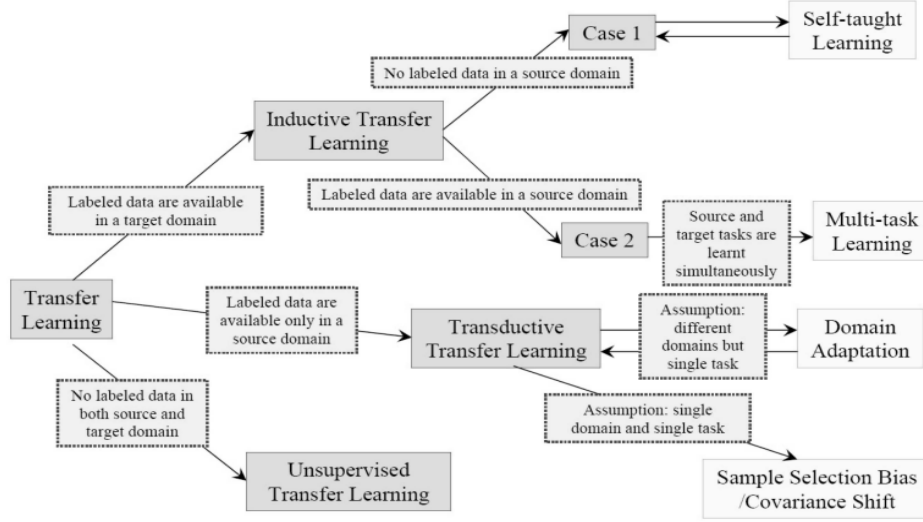 Case 1
Self-taught
Learning
No labeled data in a source domain
Inductive Transfer
Learning
Labeled data are available
in a target domain
Labeled data are available in a source domain
Case 2
Source and
target tasks are
learnt
simultaneously
Multi-task
Learning
Transfer
Learning
Labeled data are
available only in a
source domain
Transductive
Transfer Learning
Assumption:
different
domains but
single task
Domain
Adaptation
No labeled data in
both source and
target domain
Assumption: single
domain and single task
Unsupervised
Transfer Learning
Sample Selection Bias
/Covariance Shift